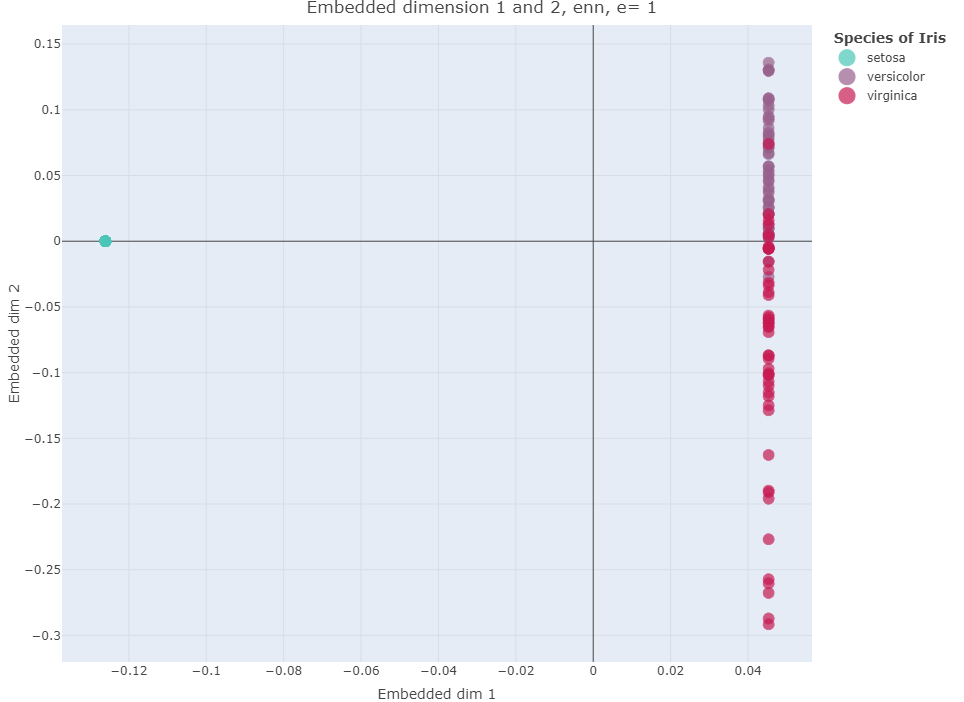 Embedded dimension 1 and 2, enn, e= 1
Species of Iris
setosa
versicolor
virginica
0.15
0.1
0.05
0
−0.05
−0.1
−0.15
−0.2
−0.25
−0.3
Embedded dim 2
−0.12
−0.1
−0.08
−0.06
−0.04
−0.02
0
0.02
0.04
Embedded dim 1